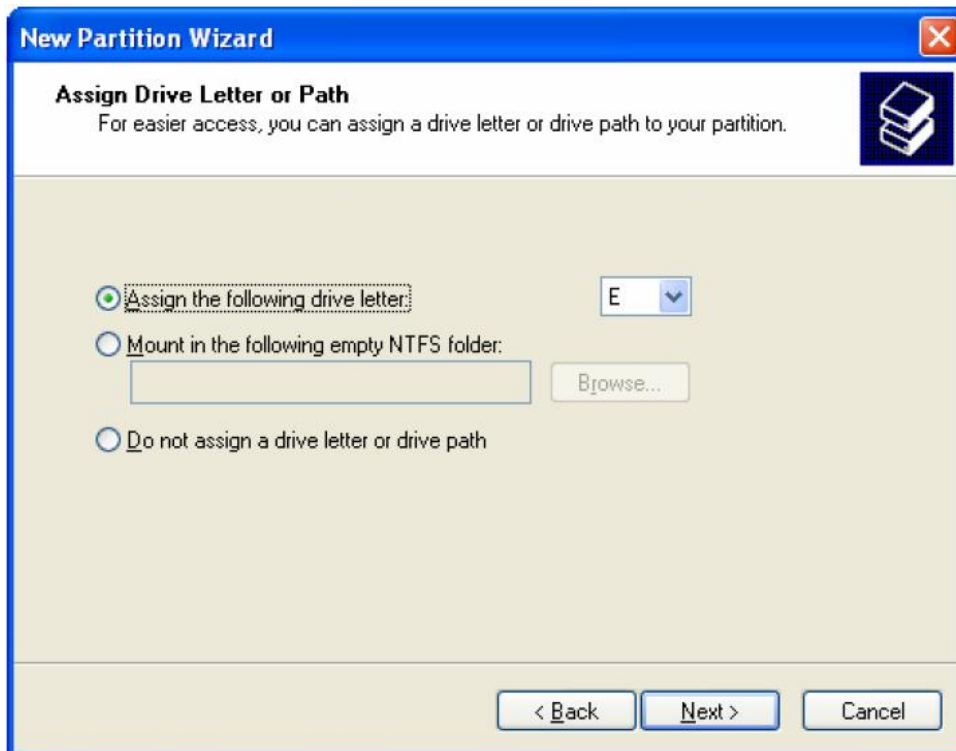 New Partition Wizard
Assign Drive Letter or Path
For easier access, you can assign a drive letter or drive path to your partition.
Assign the following drive letter:
E
Mount in the following empty NTFS folder:
Browse...
Do not assign a drive letter or drive path
< Back
Next >
Cancel